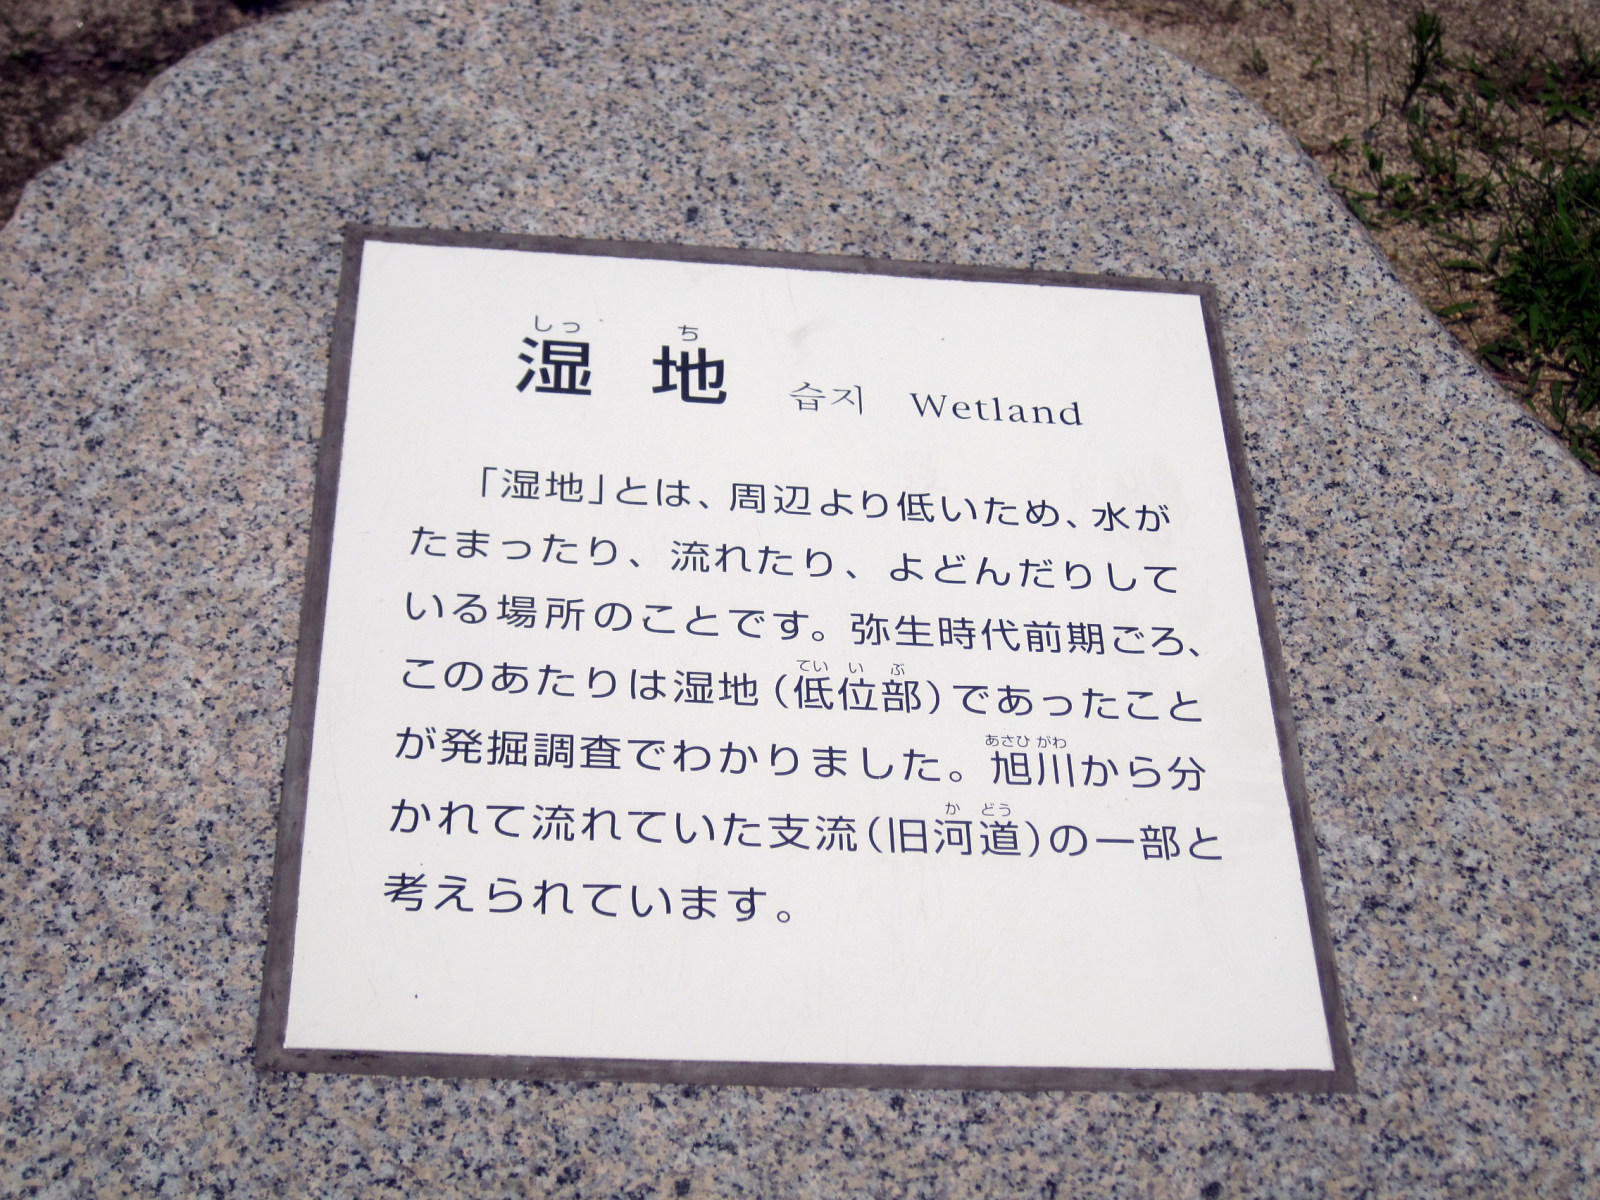 しっ ち
湿 地 습지 Wetland
「湿地」とは、周辺より低いため、水が
たまったり、流れたり、よどんだりして
いる場所のことです。弥生時代前期ごろ、
てい い ぶ
このあたりは湿地(低位部)であったこと
あさひ がわ
が発掘調査でわかりました。旭川から分
か どう
かれて流れていた支流(旧河道)の一部と
考えられています。